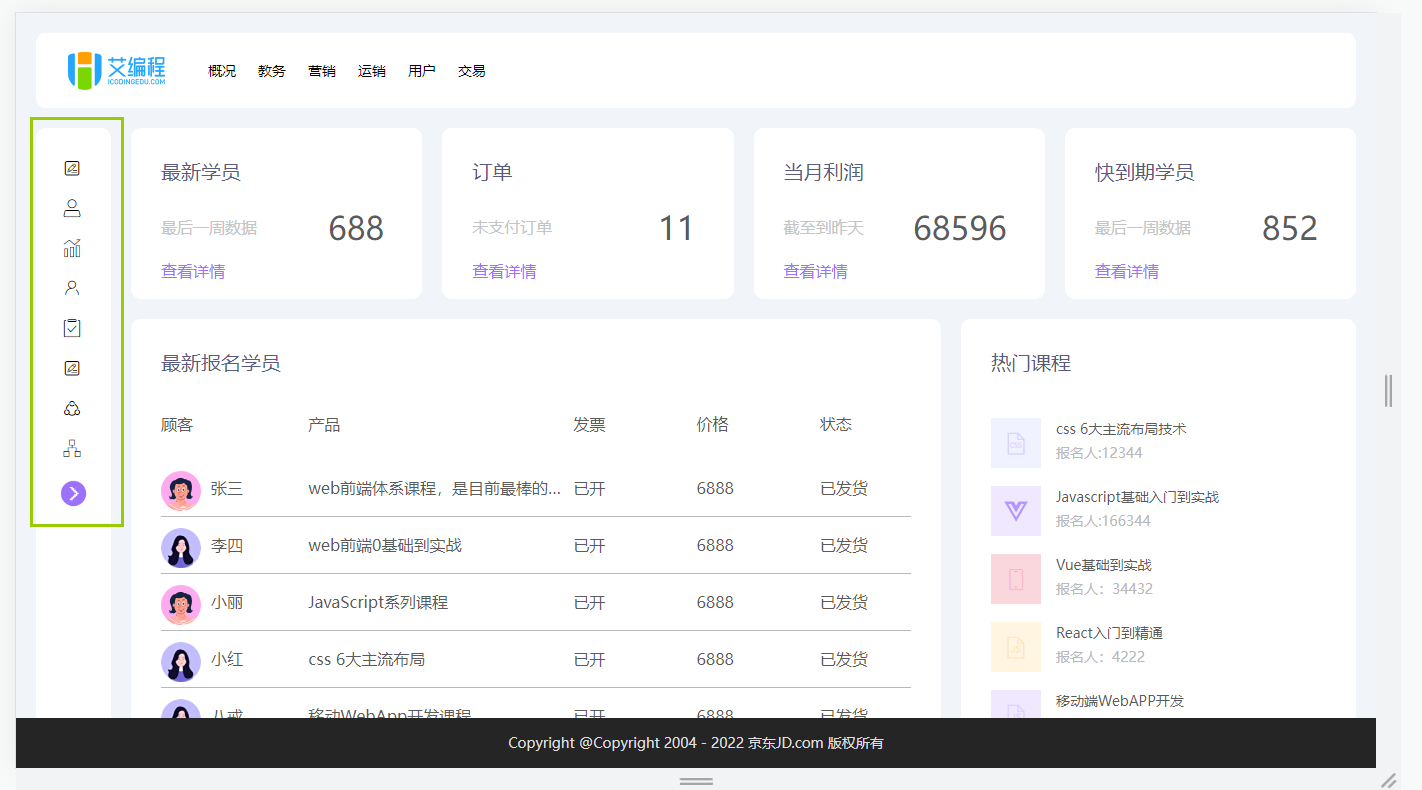 艾编程
ICODINGEDU.COM
概况 教务 营销 运销 用户 交易
最新学员
最后一周数据 688
查看详情
订单
未支付订单 11
查看详情
当月利润
截至到昨天 68596
查看详情
快到期学员
最后一周数据 852
查看详情
最新报名学员
顾客 产品 发票 价格 状态
张三 web前端体系课程，是目前最棒的... 已开 6888 已发货
李四 web前端0基础到实战 已开 6888 已发货
小丽 JavaScript系列课程 已开 6888 已发货
小红 css 6大主流布局 已开 6888 已发货
八戒 移动WebApp开发课程 已开 6888 已发货
热门课程
CSS
css 6大主流布局技术
报名人:12344
Javascript基础入门到实战
报名人:166344
Vue基础到实战
报名人：34432
JS
React入门到精通
报名人：4222
移动端WebAPP开发
Copyright @Copyright 2004 - 2022 京东JD.com 版权所有